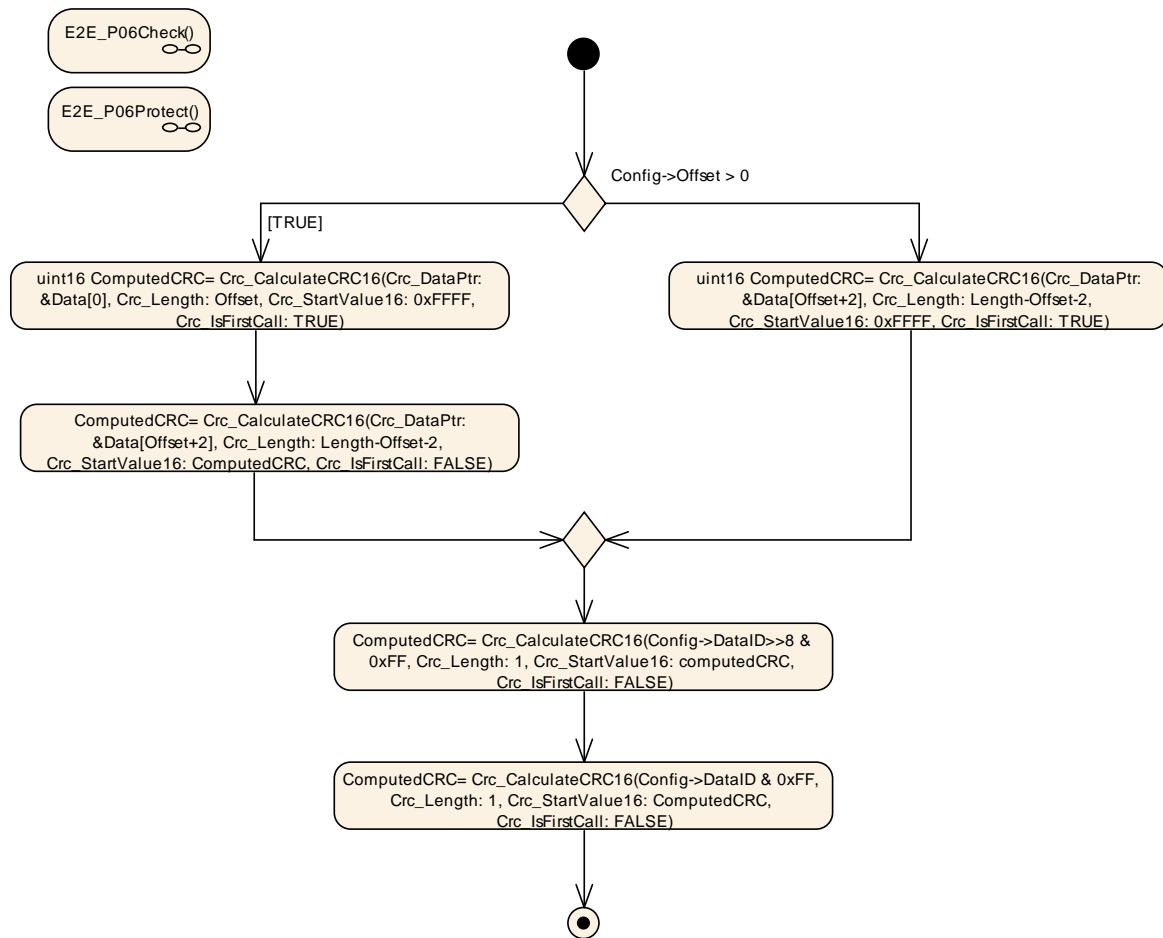 E2E_P06Check()
E2E_P06Protect()
Config->Offset > 0
[TRUE]
uint16 ComputedCRC= Crc_CalculateCRC16(Crc_DataPtr:
&Data[0], Crc_Length: Offset, Crc_StartValue16: 0xFFFF,
Crc_IsFirstCall: TRUE)
uint16 ComputedCRC= Crc_CalculateCRC16(Crc_DataPtr:
&Data[Offset+2], Crc_Length: Length-Offset-2,
Crc_StartValue16: 0xFFFF, Crc_IsFirstCall: TRUE)
ComputedCRC= Crc_CalculateCRC16(Crc_DataPtr:
&Data[Offset+2], Crc_Length: Length-Offset-2,
Crc_StartValue16: ComputedCRC, Crc_IsFirstCall: FALSE)
ComputedCRC= Crc_CalculateCRC16(Config->DataID>>8 &
0xFF, Crc_Length: 1, Crc_StartValue16: computedCRC,
Crc_IsFirstCall: FALSE)
ComputedCRC= Crc_CalculateCRC16(Config->DataID & 0xFF,
Crc_Length: 1, Crc_StartValue16: ComputedCRC,
Crc_IsFirstCall: FALSE)